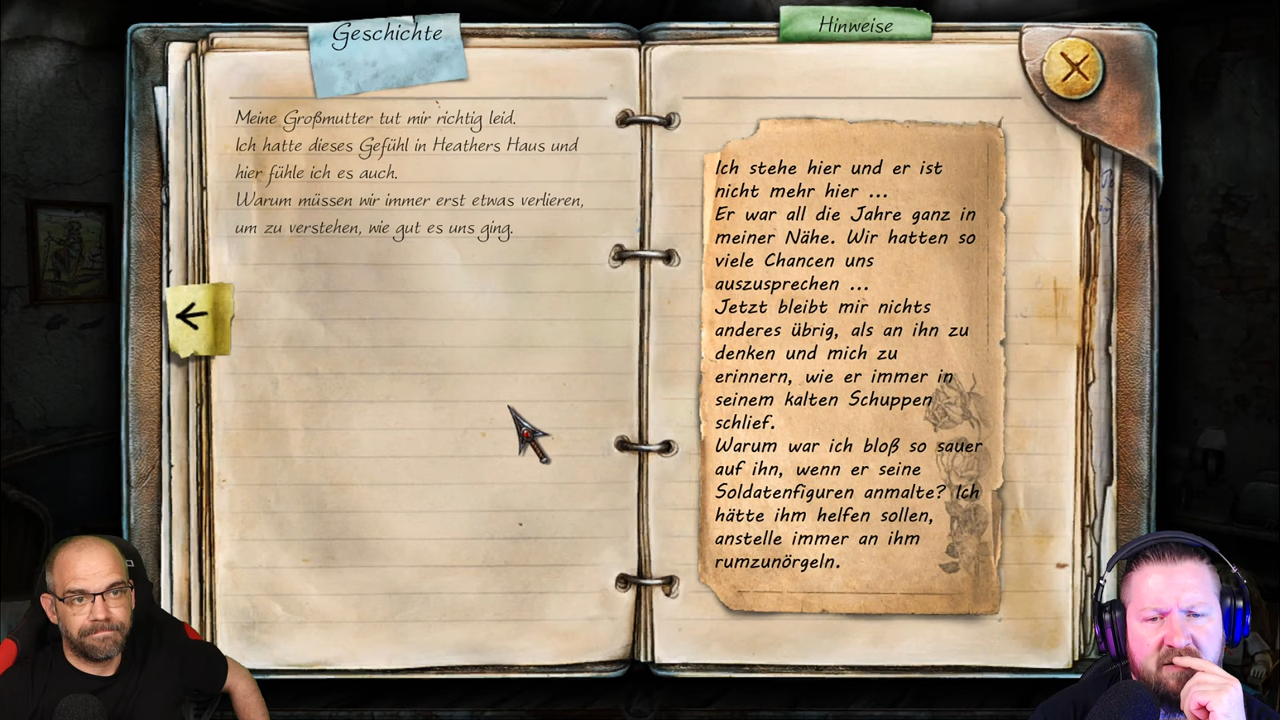 Geschichte
Meine Großmutter tut mir richtig leid.
Ich hatte dieses Gefühl in Heathers Haus und
hier fühle ich es auch.
Warum müssen wir immer erst etwas verlieren,
um zu verstehen, wie gut es uns ging.
Hinweise
Ich stehe hier und er ist
nicht mehr hier ...
Er war all die Jahre ganz in
meiner Nähe. Wir hatten so
viele Chancen uns
auszusprechen ...
Jetzt bleibt mir nichts
anderes übrig, als an ihn zu
denken und mich zu
erinnern, wie er immer in
seinem kalten Schuppen
schlief.
Warum war ich bloß so sauer
auf ihn, wenn er seine
Soldatenfiguren anmalte? Ich
hätte ihm helfen sollen,
anstelle immer an ihm
rumzunörgeln.